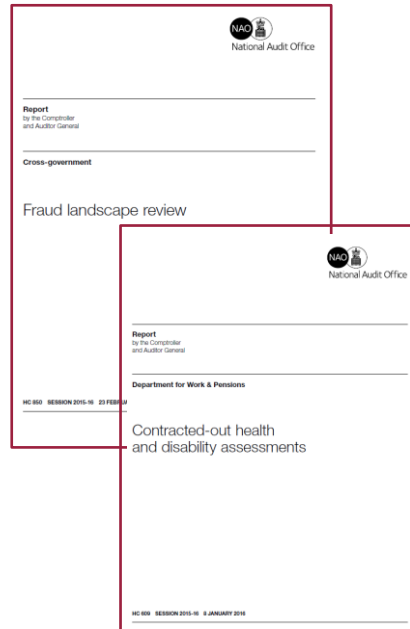 NAO
National Audit Office
Report
by the Comptroller
and Auditor General
Cross-government
Fraud landscape review
HC 850 SESSION 2015-16 23
NAO
National Audit Office
Report
by the Comptroller
and Auditor General
Department for Work & Pensions
Contracted-out health
and disability assessments
HC 609 SESSION 2015-16 8 JANUARY 2016